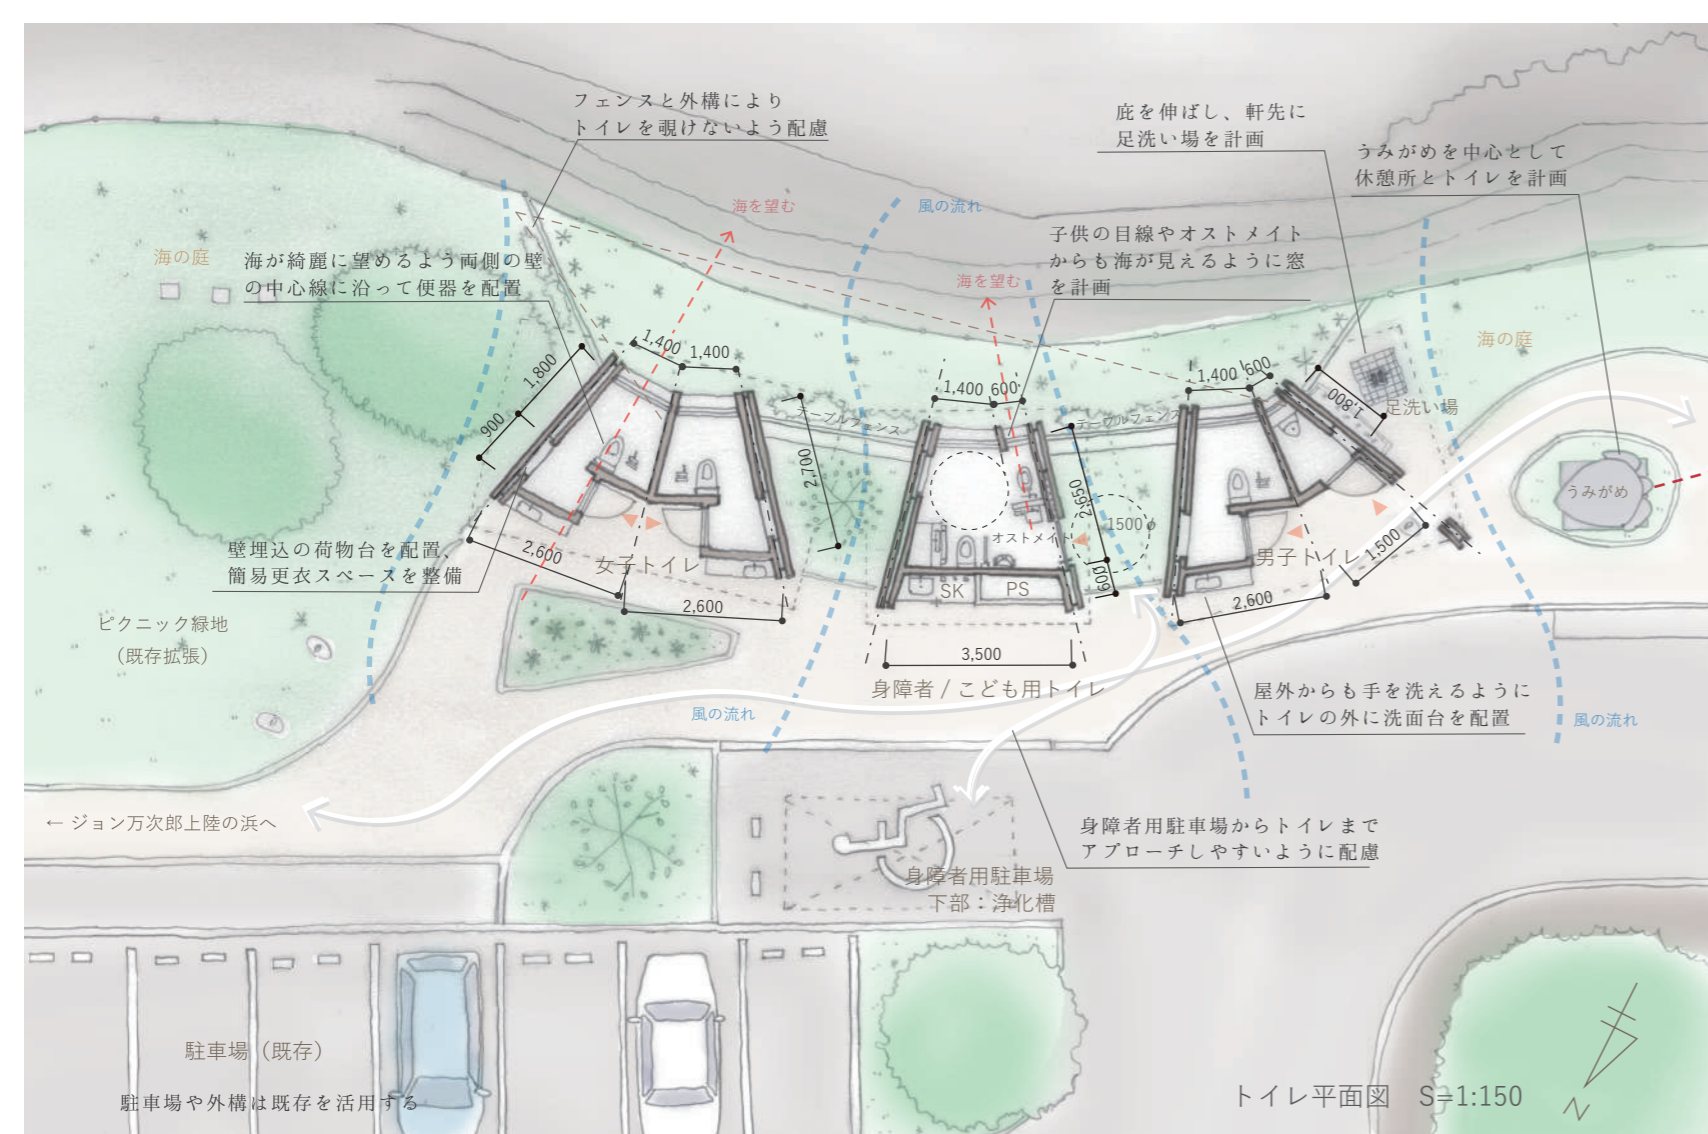 フェンスと外構により
トイレを覗けないよう配慮
庇を伸ばし、軒先に
足洗い場を計画
うみがめを中心として
休憩所とトイレを計画
海を望む
風の流れ
子供の目線やオストメイト
からも海が見えるように窓
を計画
海の庭
海が綺麗に望めるよう両側の壁
の中心線に沿って便器を配置
海を望む
海の庭
1,400
1,400
1,800
900
1,400
600
1,400
600
1,800
足洗い場
テーブルフェンス
テーブルフェンス
2,700
2,650
1500φ
うみがめ
オストメイト
壁埋込の荷物台を配置、
簡易更衣スペースを整備
2,600
女子トイレ
2,600
SK
PS
600
男子トイレ
1,500
2,600
ピクニック緑地
（既存拡張）
3,500
身障者 / こども用トイレ
風の流れ
屋外からも手を洗えるように
トイレの外に洗面台を配置
風の流れ
← ジョン万次郎上陸の浜へ
身障者用駐車場からトイレまで
アプローチしやすいように配慮
身障者用駐車場
下部：浄化槽
駐車場（既存）
駐車場や外構は既存を活用する
トイレ平面図　S=1:150
N